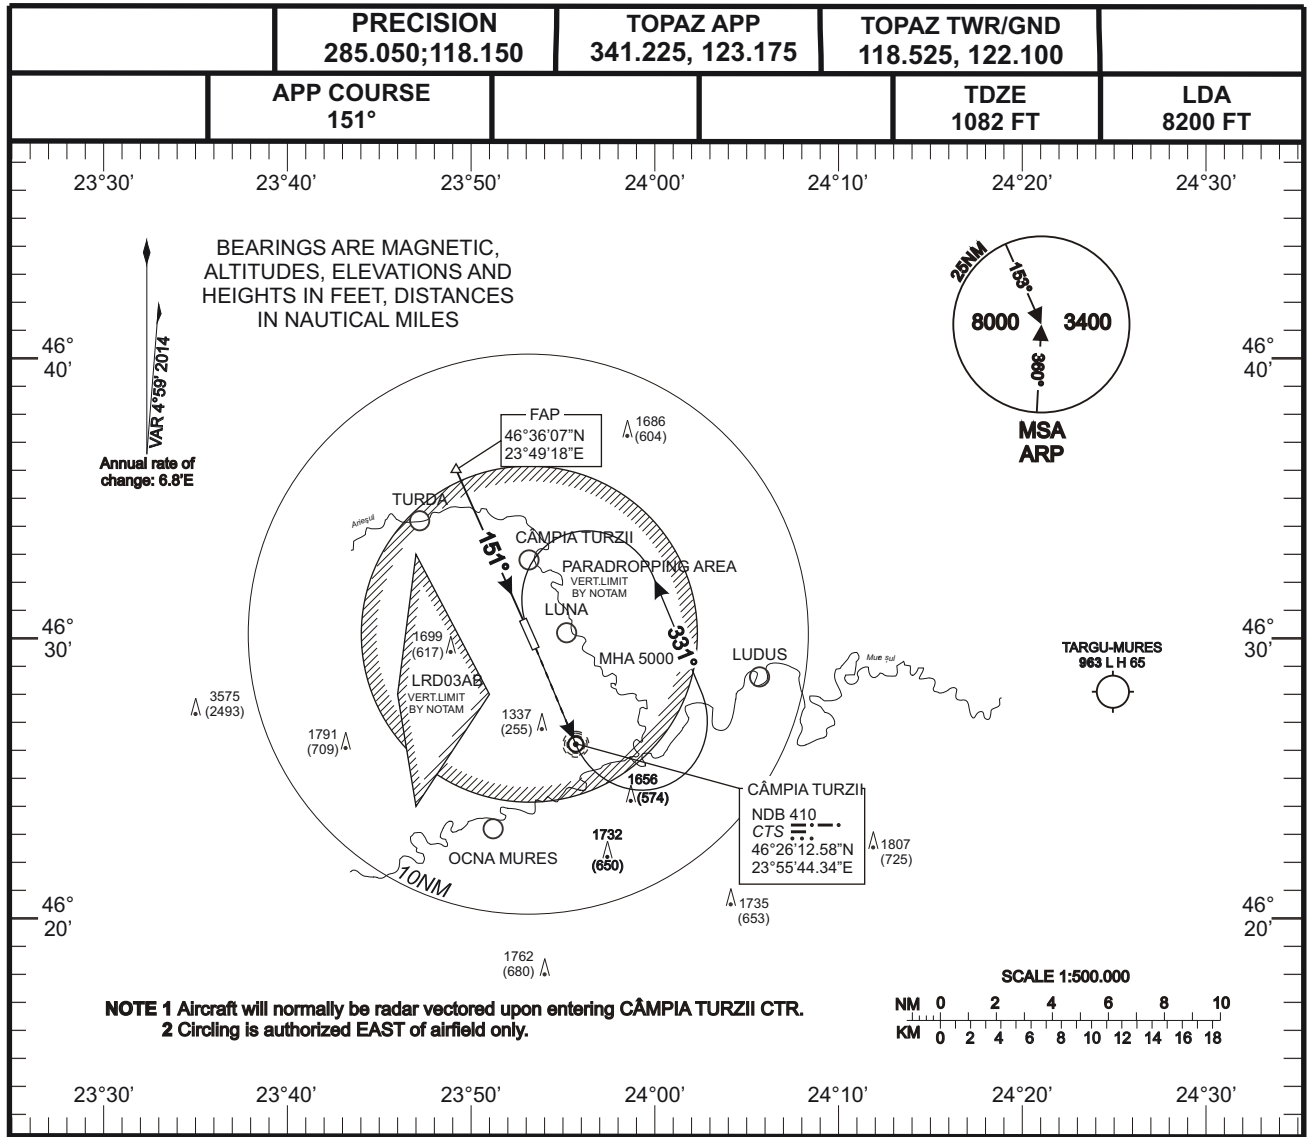 PRECISION
285.050;118.150
TOPAZ APP
341.225, 123.175
TOPAZ TWR/GND
118.525, 122.100
APP COURSE
151°
TDZE
1082 FT
LDA
8200 FT
23°30’ 23°40’ 23°50’ 24°00’ 24°10’ 24°20’ 24°30’
BEARINGS ARE MAGNETIC,
ALTITUDES, ELEVATIONS AND
HEIGHTS IN FEET, DISTANCES
IN NAUTICAL MILES
25NM
153°
8000 3400
360°
MSA
ARP
46°
40’
46°
40’
VAR 4°59’ 2014
Annual rate of
change: 6.8’E
FAP
46°36’07”N
23°49’18”E
1686
(604)
TURDA
Arieşul
151°
CÂMPIA TURZII
PARADROPPING AREA
VERT.LIMIT
BY NOTAM
LUNA
331°
MHA 5000
46°
30’
46°
30’
1699
(617)
LUDUS
TARGU-MURES
963 L H 65
LRD03AB
VERT.LIMIT
BY NOTAM
3575
(2493)
1791
(709)
1337
(255)
1656
(574)
CÂMPIA TURZII
NDB 410
CTS
46°26’12.58”N
23°55’44.34”E
1732
(650)
1807
(725)
OCNA MURES
10NM
1735
(653)
46°
20’
46°
20’
1762
(680)
SCALE 1:500.000
NM 0 2 4 6 8 10
KM 0 2 4 6 8 10 12 14 16 18
NOTE 1 Aircraft will normally be radar vectored upon entering CÂMPIA TURZII CTR.
2 Circling is authorized EAST of airfield only.
23°30’ 23°40’ 23°50’ 24°00’ 24°10’ 24°20’ 24°30’